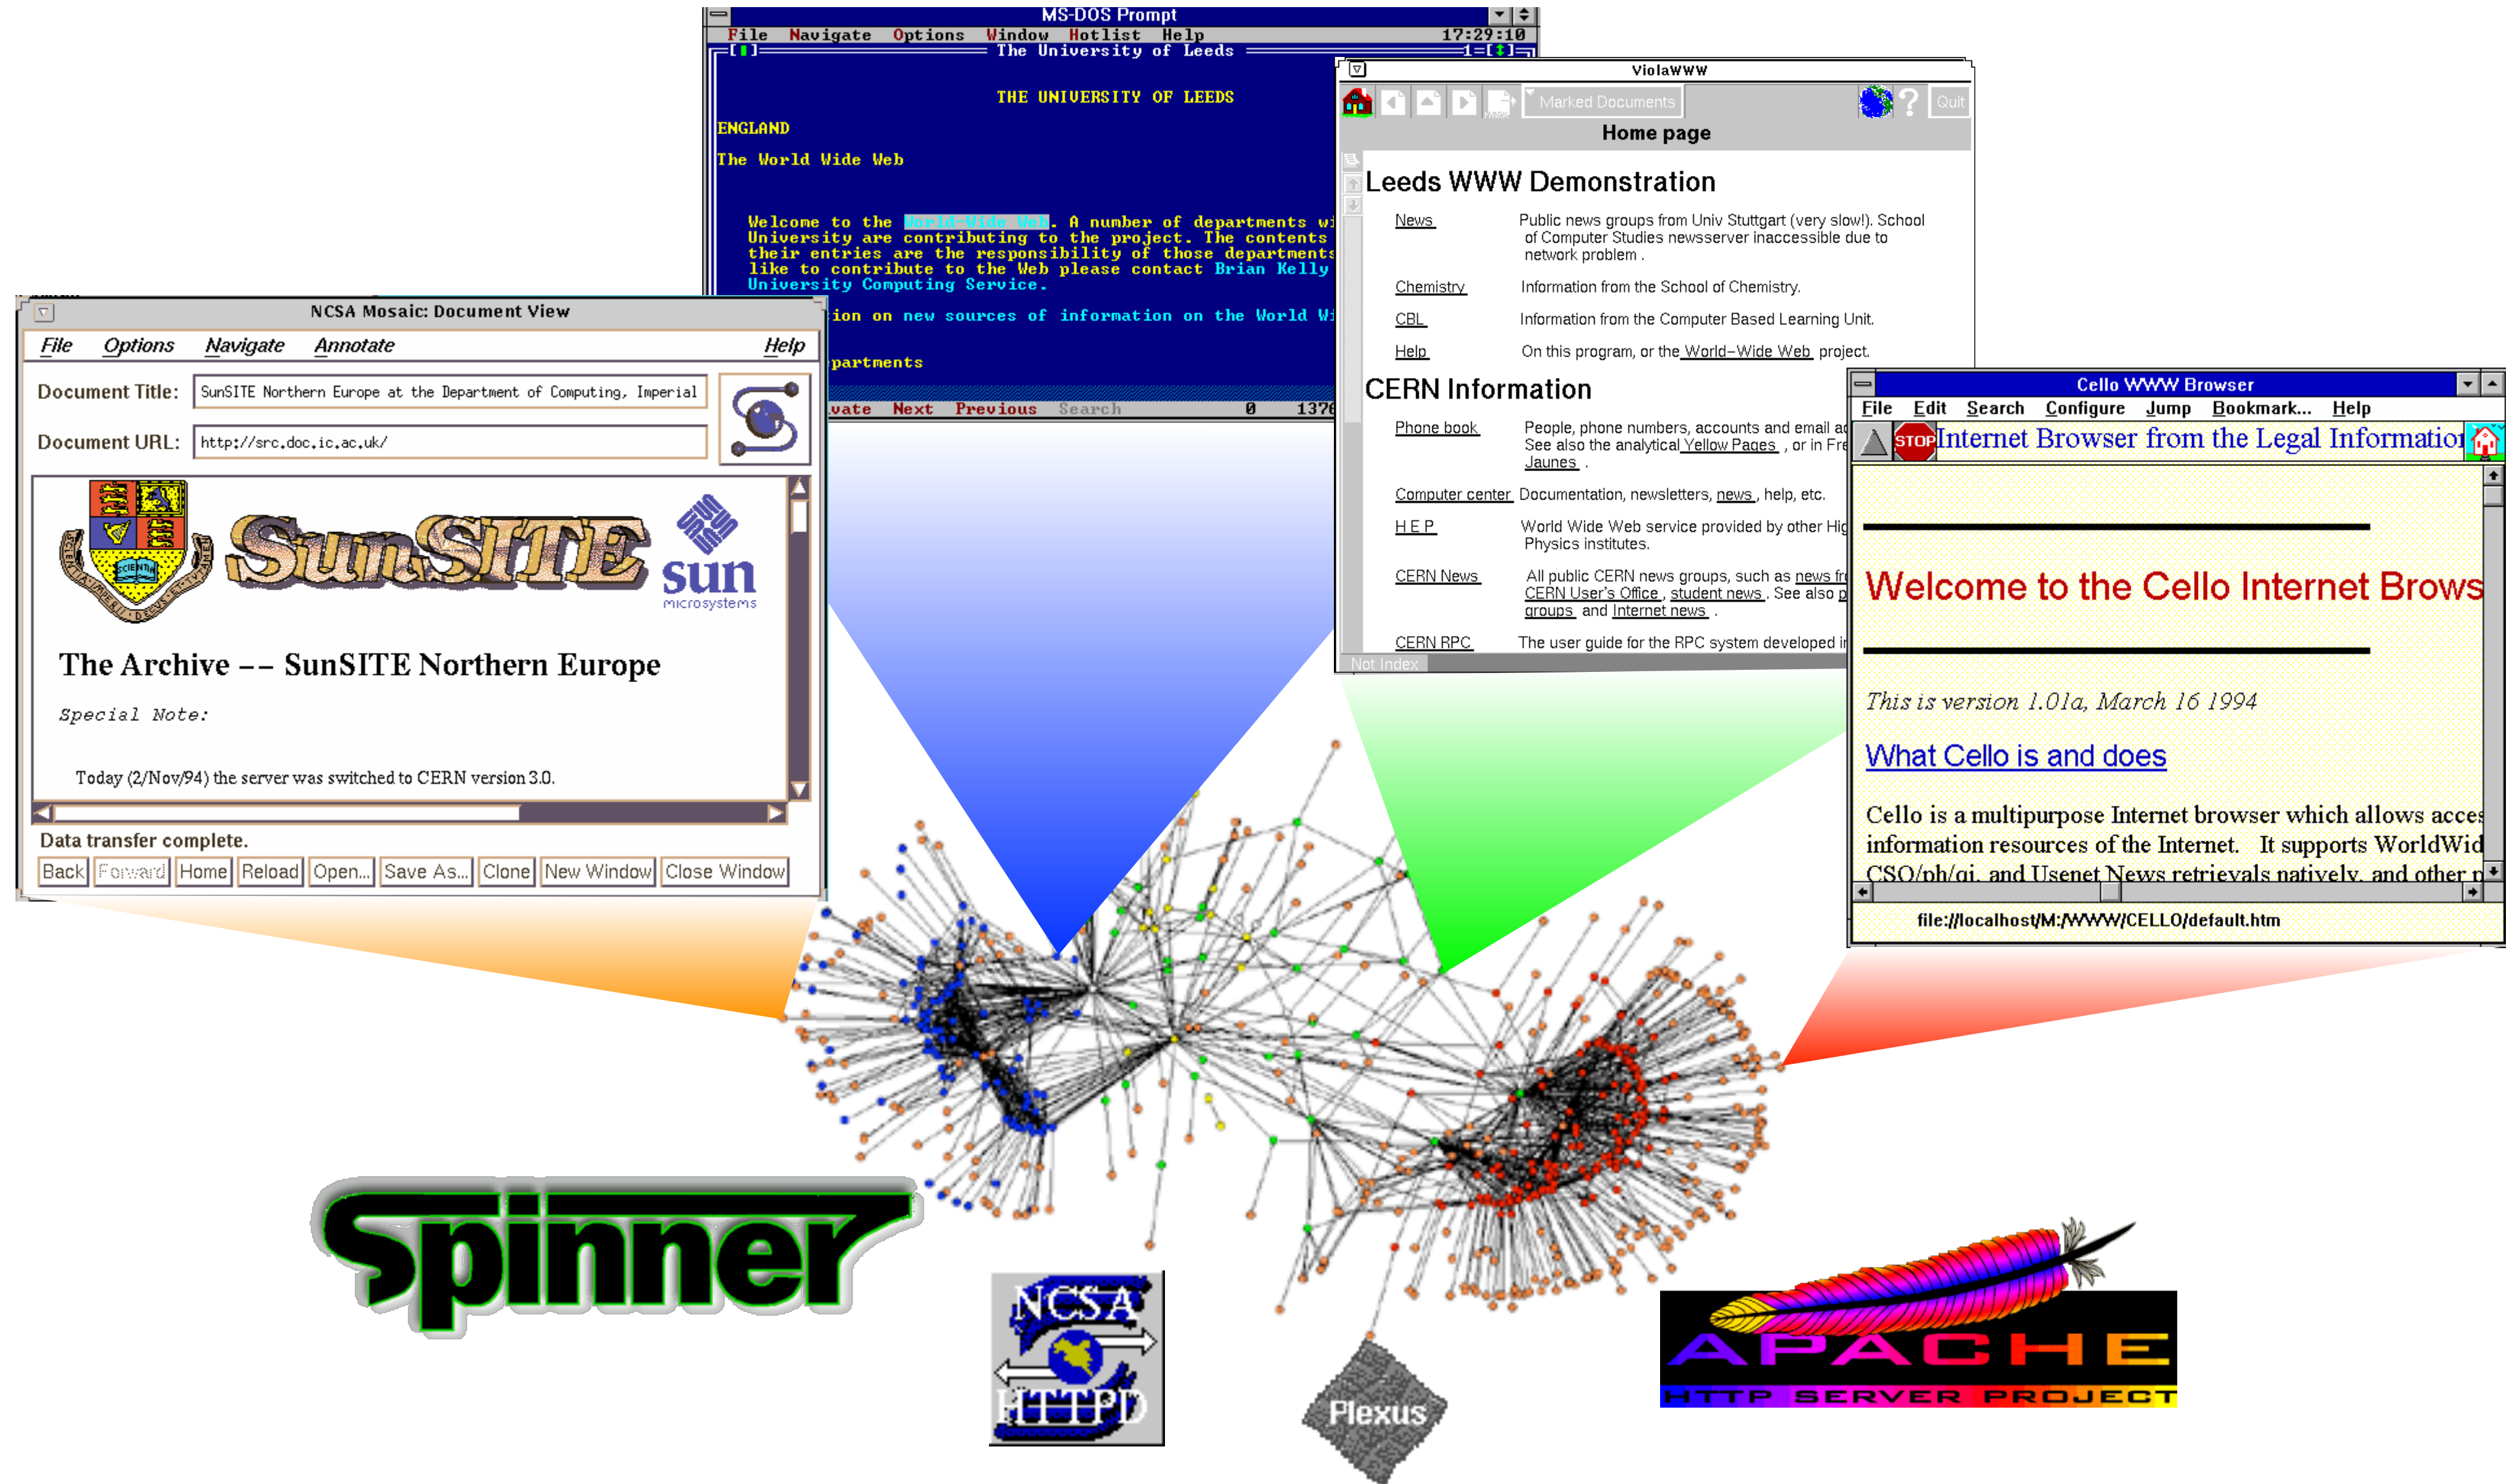 MS-DOS Prompt
File Navigate Options Window Hotlist Help 17:29:10
The University of Leeds 1
THE UNIVERSITY OF LEEDS
ENGLAND
The World Wide Web
Welcome to the World-Wide Web. A number of departments
University are contributing to the project. The contents
their entries are the responsibility of those departments
like to contribute to the Web please contact Brian Kelly
University Computing Service.
on new sources of information on the World
Next Previous Search 0
ViolaWWW
Marked Documents
Quit
Home page
Leeds WWW Demonstration
News Public news groups from Univ Stuttgart (very slow!). School
of Computer Studies newsserver inaccessible due to
network problem .
Chemistry Information from the School of Chemistry.
CBL Information from the Computer Based Learning Unit.
Help On this program, or the World-Wide Web project.
CERN Information
Phone book People, phone numbers, accounts and email
See also the analytical Yellow Pages , or in
Jaunes .
Computer center Documentation, newsletters, news , help, etc.
H E P World Wide Web service provided by other
Physics institutes.
CERN News All public CERN news groups, such as news
CERN User's Office , student news . See also
groups and Internet news .
CERN RPC The user guide for the RPC system developed
Not Index
NCSA Mosaic: Document View
File Options Navigate Annotate Help
Document Title: SunSITE Northern Europe at the Department of Computing, Imperial
Document URL: http://src.doc.ic.ac.uk/
SCIENTIA
SunSITE
sun
microsystems
The Archive -- SunSITE Northern Europe
Special Note:
Today (2/Nov/94) the server was switched to CERN version 3.0.
Data transfer complete.
Back Forward Home Reload Open... Save As... Clone New Window Close Window
Cello WWW Browser
File Edit Search Configure Jump Bookmark... Help
STOP Internet Browser from the Legal Information
Welcome to the Cello Internet Brows
This is version 1.01a, March 16 1994
What Cello is and does
Cello is a multipurpose Internet browser which allows acces
information resources of the Internet. It supports WorldWid
CSO/ph/qi, and Usenet News retrievals natively, and other
file://localhost/M:/WWW/CELLO/default.htm
Spinner
NCSA
HTTPD
Plexus
APACHE
HTTP SERVER PROJECT